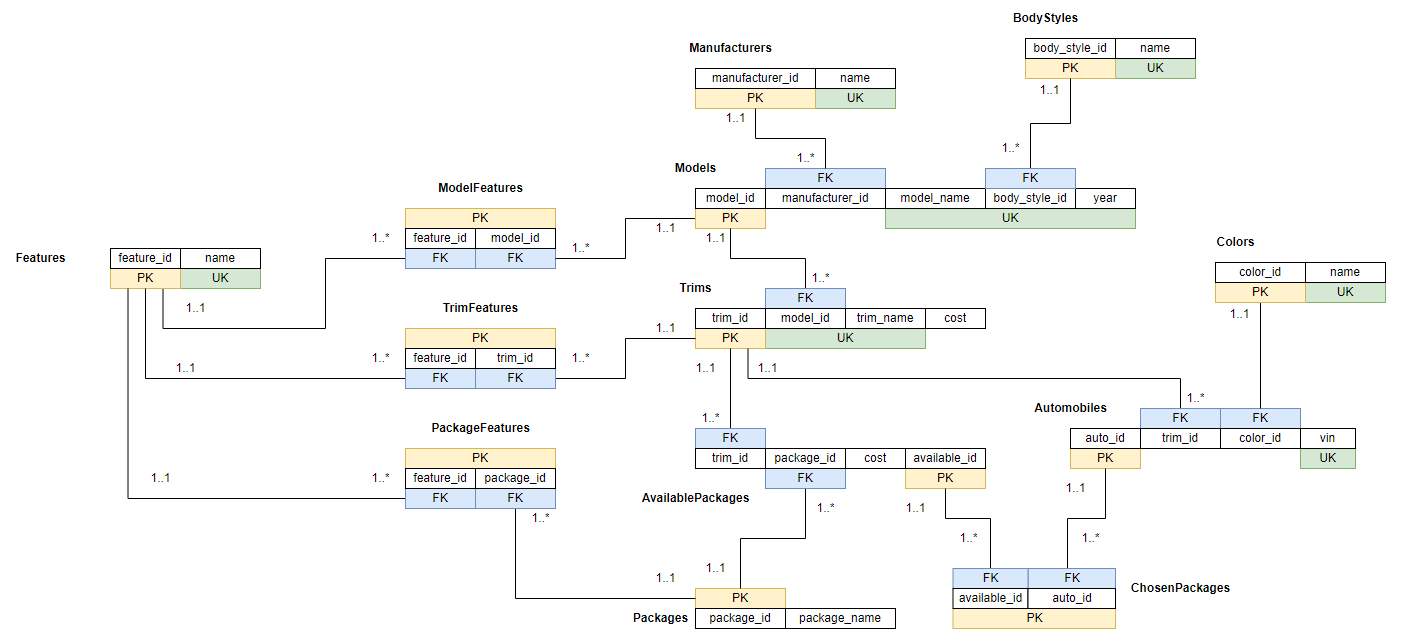 BodyStyles
body_style_id name
PK UK
1..1
1..*
Manufacturers
manufacturer_id name
PK UK
1..1
1..*
Models
FK FK
model_id manufacturer_id model_name body_style_id year
PK UK
1..1
1..1
1..*
ModelFeatures
PK
feature_id model_id
FK FK
1..*
1..*
Features
feature_id name
PK UK
1..1
1..1
1..1
Colors
color_id name
PK UK
1..1
Trims
FK
trim_id model_id trim_name cost
PK UK
1..1
1..1
1..1
TrimFeatures
PK
feature_id trim_id
FK FK
1..*
1..*
1..*
1..*
Automobiles
FK FK
auto_id trim_id color_id vin
PK UK
1..1
PackageFeatures
PK
feature_id package_id
FK FK
1..*
1..*
FK
trim_id package_id cost available_id
FK PK
AvailablePackages
1..*
1..1
1..*
1..*
1..1
1..1
PK
Packages
package_id package_name
FK FK
available_id auto_id
PK
ChosenPackages